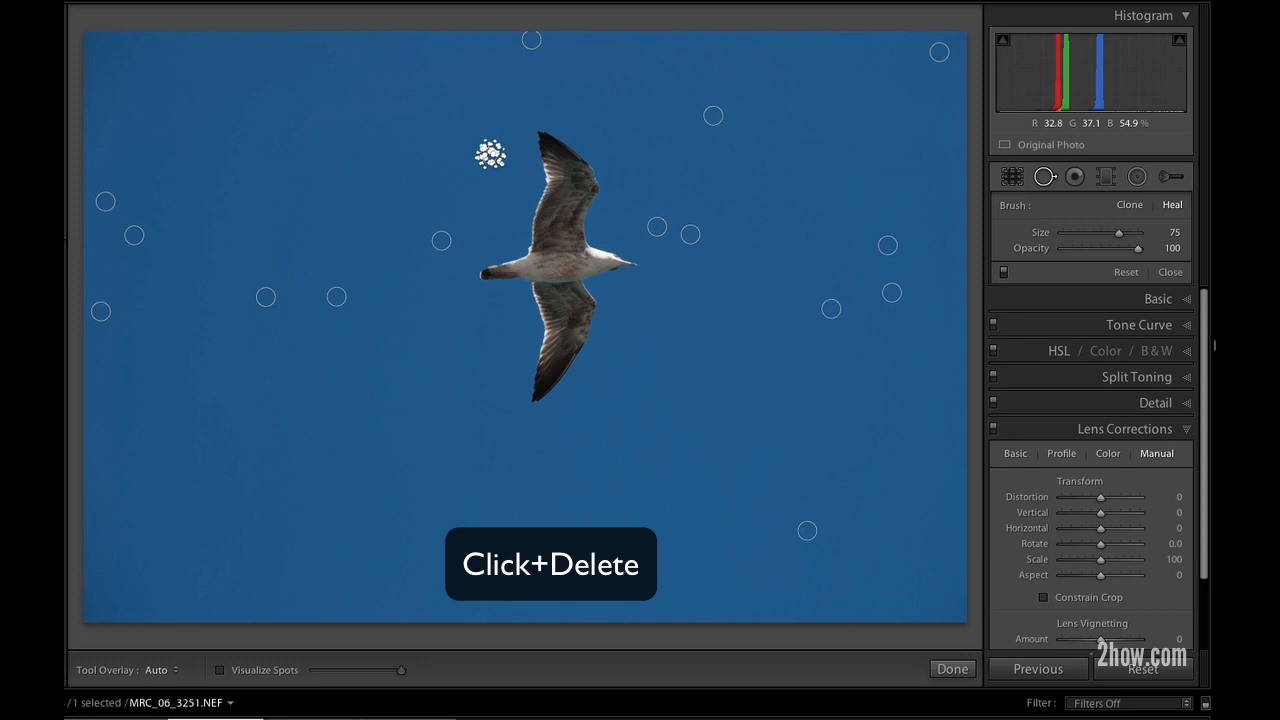 Histogram
R 32.8 G 37.1 B 54.9 %
Original Photo
Brush : Clone Heal
Size 75
Opacity 100
Reset Close
Basic
Tone Curve
HSL / Color / B & W
Split Toning
Detail
Lens Corrections
Basic Profile Color Manual
Transform
Distortion 0
Vertical 0
Horizontal 0
Rotate 0.0
Scale 100
Aspect 0
Constrain Crop
Lens Vignetting
Amount 0
Click+Delete
2how.com
Tool Overlay : Auto Visualize Spots Done Previous Reset
/1 selected / MRC_06_3251.NEF Filter : Filters Off